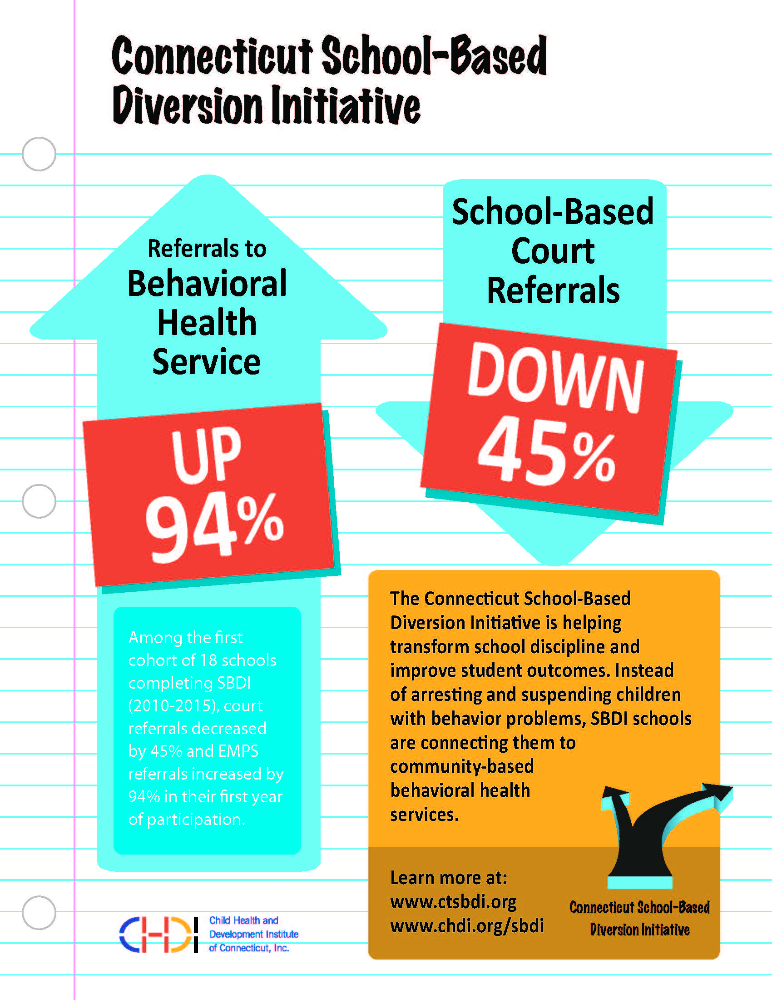 Connecticut School-Based
Diversion Initiative
Referrals to
Behavioral
Health
Service
UP
94%
Among the first
cohort of 18 schools
completing SBDI
(2010-2015), court
referrals decreased
by 45% and EMPS
referrals increased by
94% in their first year
of participation.
School-Based
Court
Referrals
DOWN
45%
The Connecticut School-Based
Diversion Initiative is helping
transform school discipline and
improve student outcomes. Instead
of arresting and suspending children
with behavior problems, SBDI schools
are connecting them to
community-based
behavioral health
services.
Learn more at:
www.ctsbdi.org
www.chdi.org/sbdi
Connecticut School-Based
Diversion Initiative
CHDI
Child Health and
Development Institute
of Connecticut, Inc.